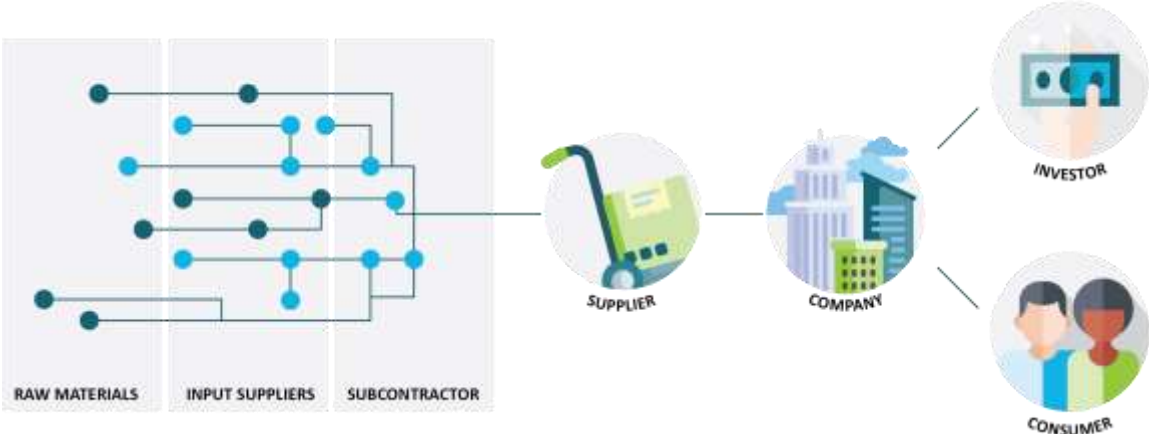 RAW MATERIALS
INPUT SUPPLIERS
SUBCONTRACTOR
SUPPLIER
COMPANY
INVESTOR
CONSUMER